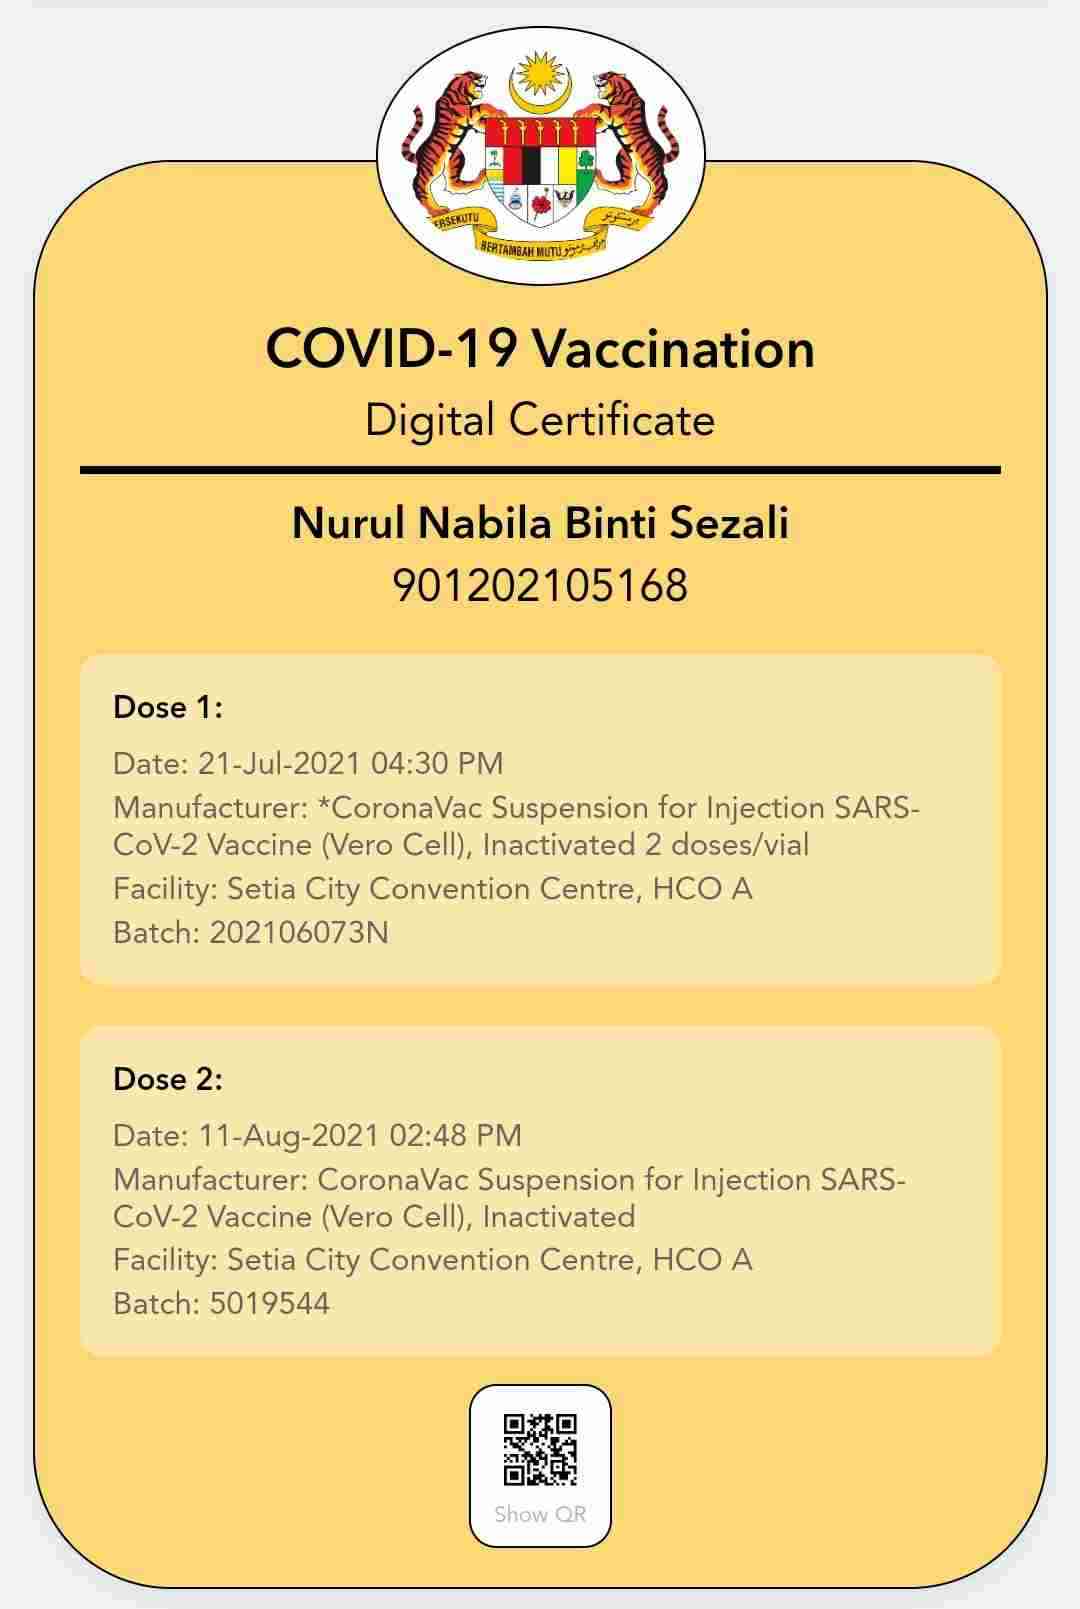 ERSEKUTU
BERTAMBAH MUTU
COVID-19 Vaccination
Digital Certificate
Nurul Nabila Binti Sezali
901202105168
Dose 1:
Date: 21-Jul-2021 04:30 PM
Manufacturer: *CoronaVac Suspension for Injection SARS-
CoV-2 Vaccine (Vero Cell), Inactivated 2 doses/vial
Facility: Setia City Convention Centre, HCO A
Batch: 202106073N
Dose 2:
Date: 11-Aug-2021 02:48 PM
Manufacturer: CoronaVac Suspension for Injection SARS-
CoV-2 Vaccine (Vero Cell), Inactivated
Facility: Setia City Convention Centre, HCO A
Batch: 5019544
Show QR